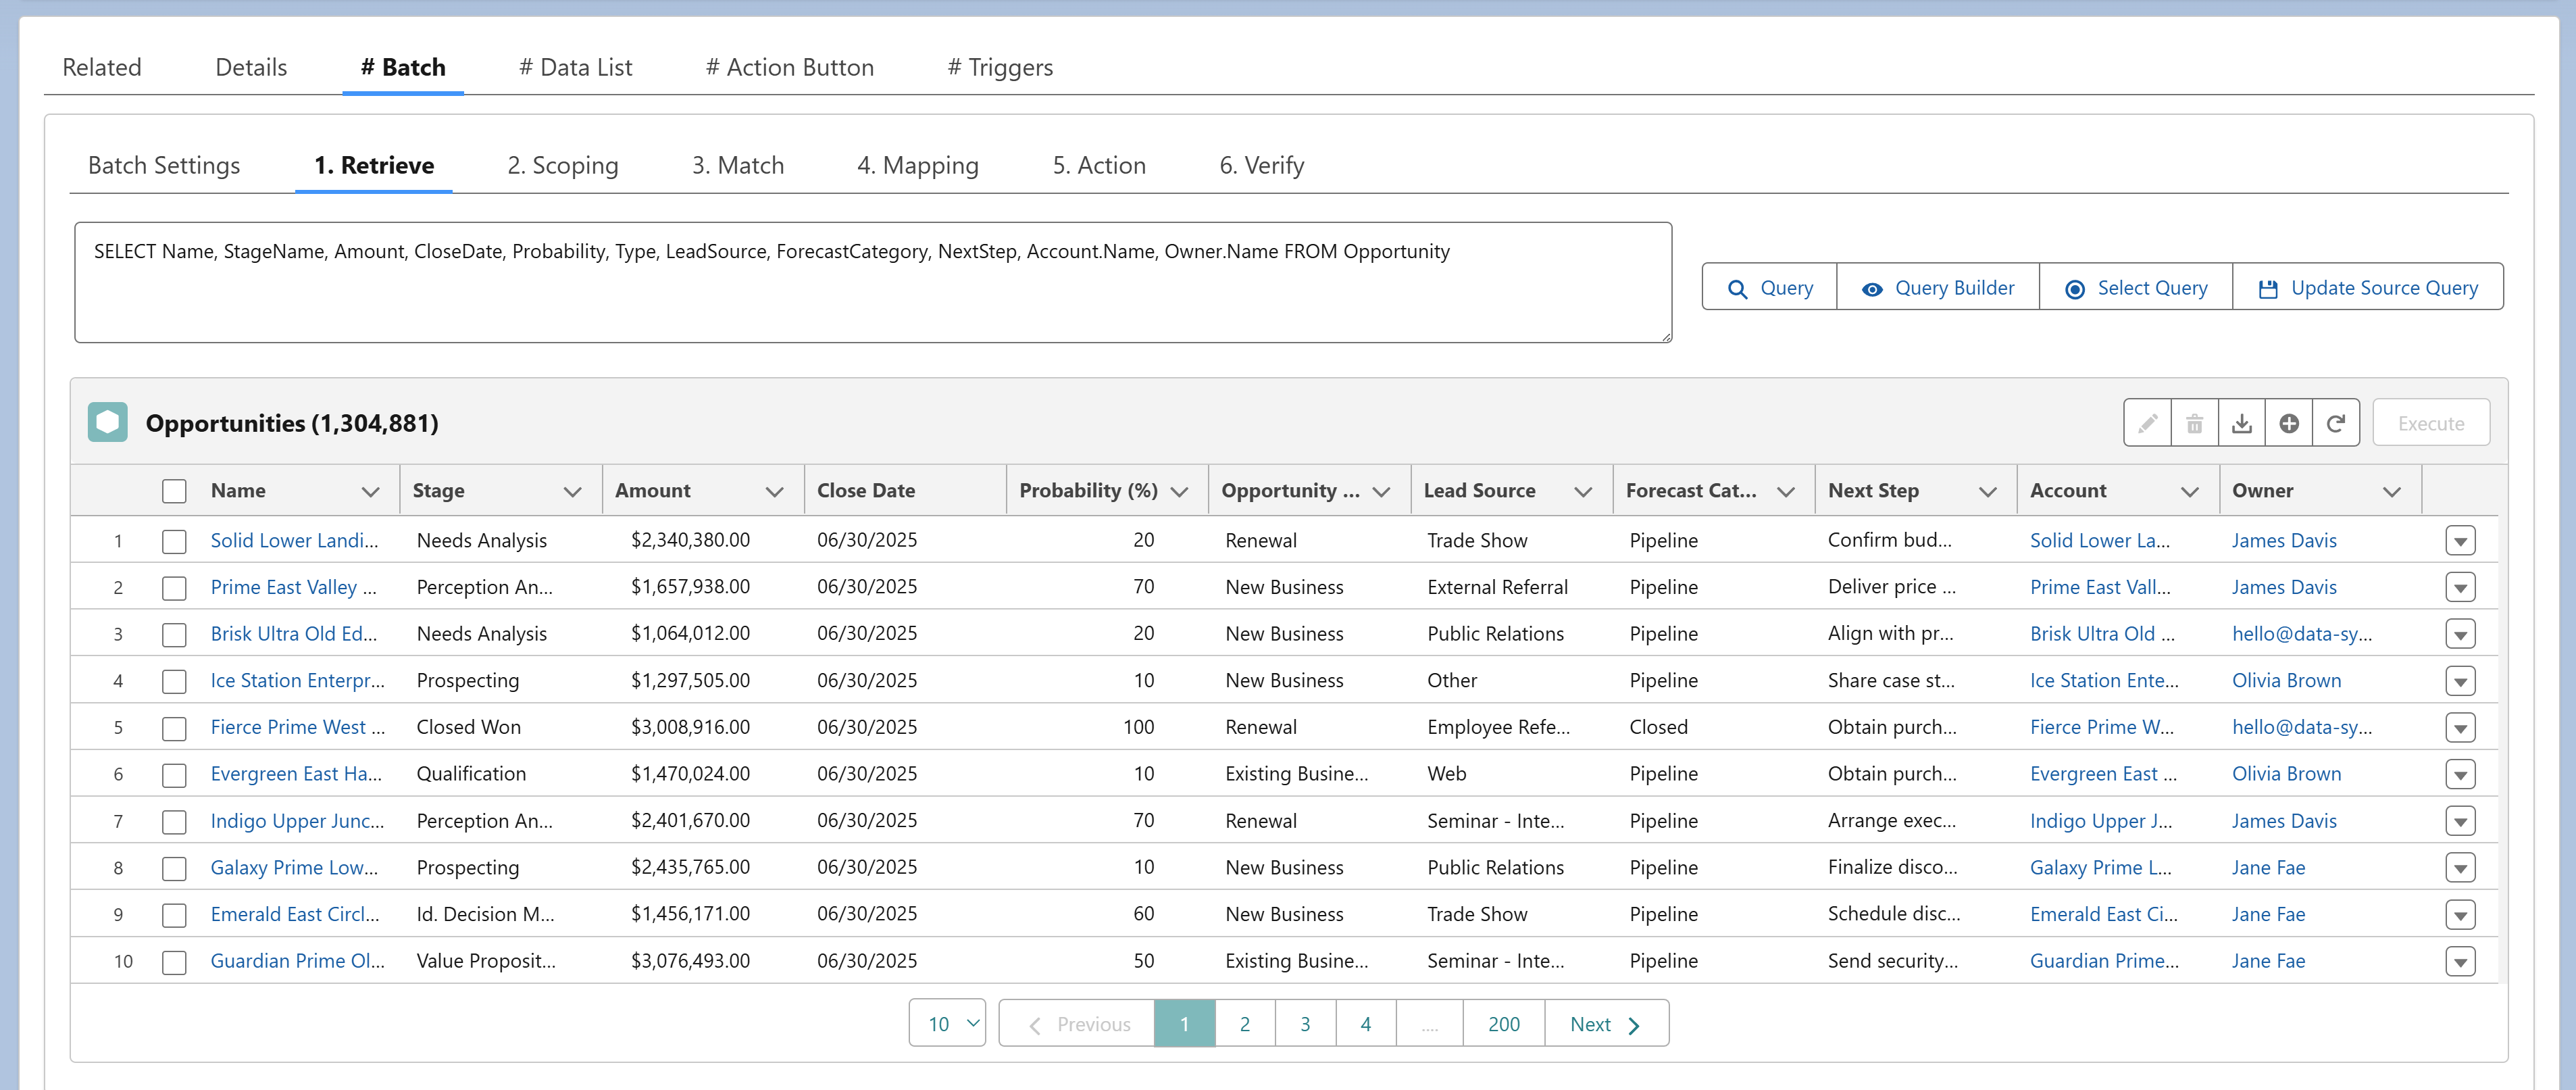 Related Details # Batch # Data List # Action Button # Triggers
Batch Settings 1. Retrieve 2. Scoping 3. Match 4. Mapping 5. Action 6. Verify
SELECT Name, StageName, Amount, CloseDate, Probability, Type, LeadSource, ForecastCategory, NextStep, Account.Name, Owner.Name FROM Opportunity
Query Query Builder Select Query Update Source Query
Opportunities (1,304,881) Execute
Name Stage Amount Close Date Probability (%) Opportunity ... Lead Source Forecast Cat... Next Step Account Owner
1 Solid Lower Landi... Needs Analysis $2,340,380.00 06/30/2025 20 Renewal Trade Show Pipeline Confirm bud... Solid Lower La... James Davis
2 Prime East Valley ... Perception An... $1,657,938.00 06/30/2025 70 New Business External Referral Pipeline Deliver price ... Prime East Vall... James Davis
3 Brisk Ultra Old Ed... Needs Analysis $1,064,012.00 06/30/2025 20 New Business Public Relations Pipeline Align with pr... Brisk Ultra Old ... hello@data-sy...
4 Ice Station Enterpr... Prospecting $1,297,505.00 06/30/2025 10 New Business Other Pipeline Share case st... Ice Station Ente... Olivia Brown
5 Fierce Prime West ... Closed Won $3,008,916.00 06/30/2025 100 Renewal Employee Refe... Closed Obtain purch... Fierce Prime W... hello@data-sy...
6 Evergreen East Ha... Qualification $1,470,024.00 06/30/2025 10 Existing Busine... Web Pipeline Obtain purch... Evergreen East ... Olivia Brown
7 Indigo Upper Junc... Perception An... $2,401,670.00 06/30/2025 70 Renewal Seminar - Inte... Pipeline Arrange exec... Indigo Upper J... James Davis
8 Galaxy Prime Low... Prospecting $2,435,765.00 06/30/2025 10 New Business Public Relations Pipeline Finalize disco... Galaxy Prime L... Jane Fae
9 Emerald East Circl... Id. Decision M... $1,456,171.00 06/30/2025 60 New Business Trade Show Pipeline Schedule disc... Emerald East Ci... Jane Fae
10 Guardian Prime Ol... Value Proposit... $3,076,493.00 06/30/2025 50 Existing Busine... Seminar - Inte... Pipeline Send security... Guardian Prime... Jane Fae
10 Previous 1 2 3 4 .... 200 Next